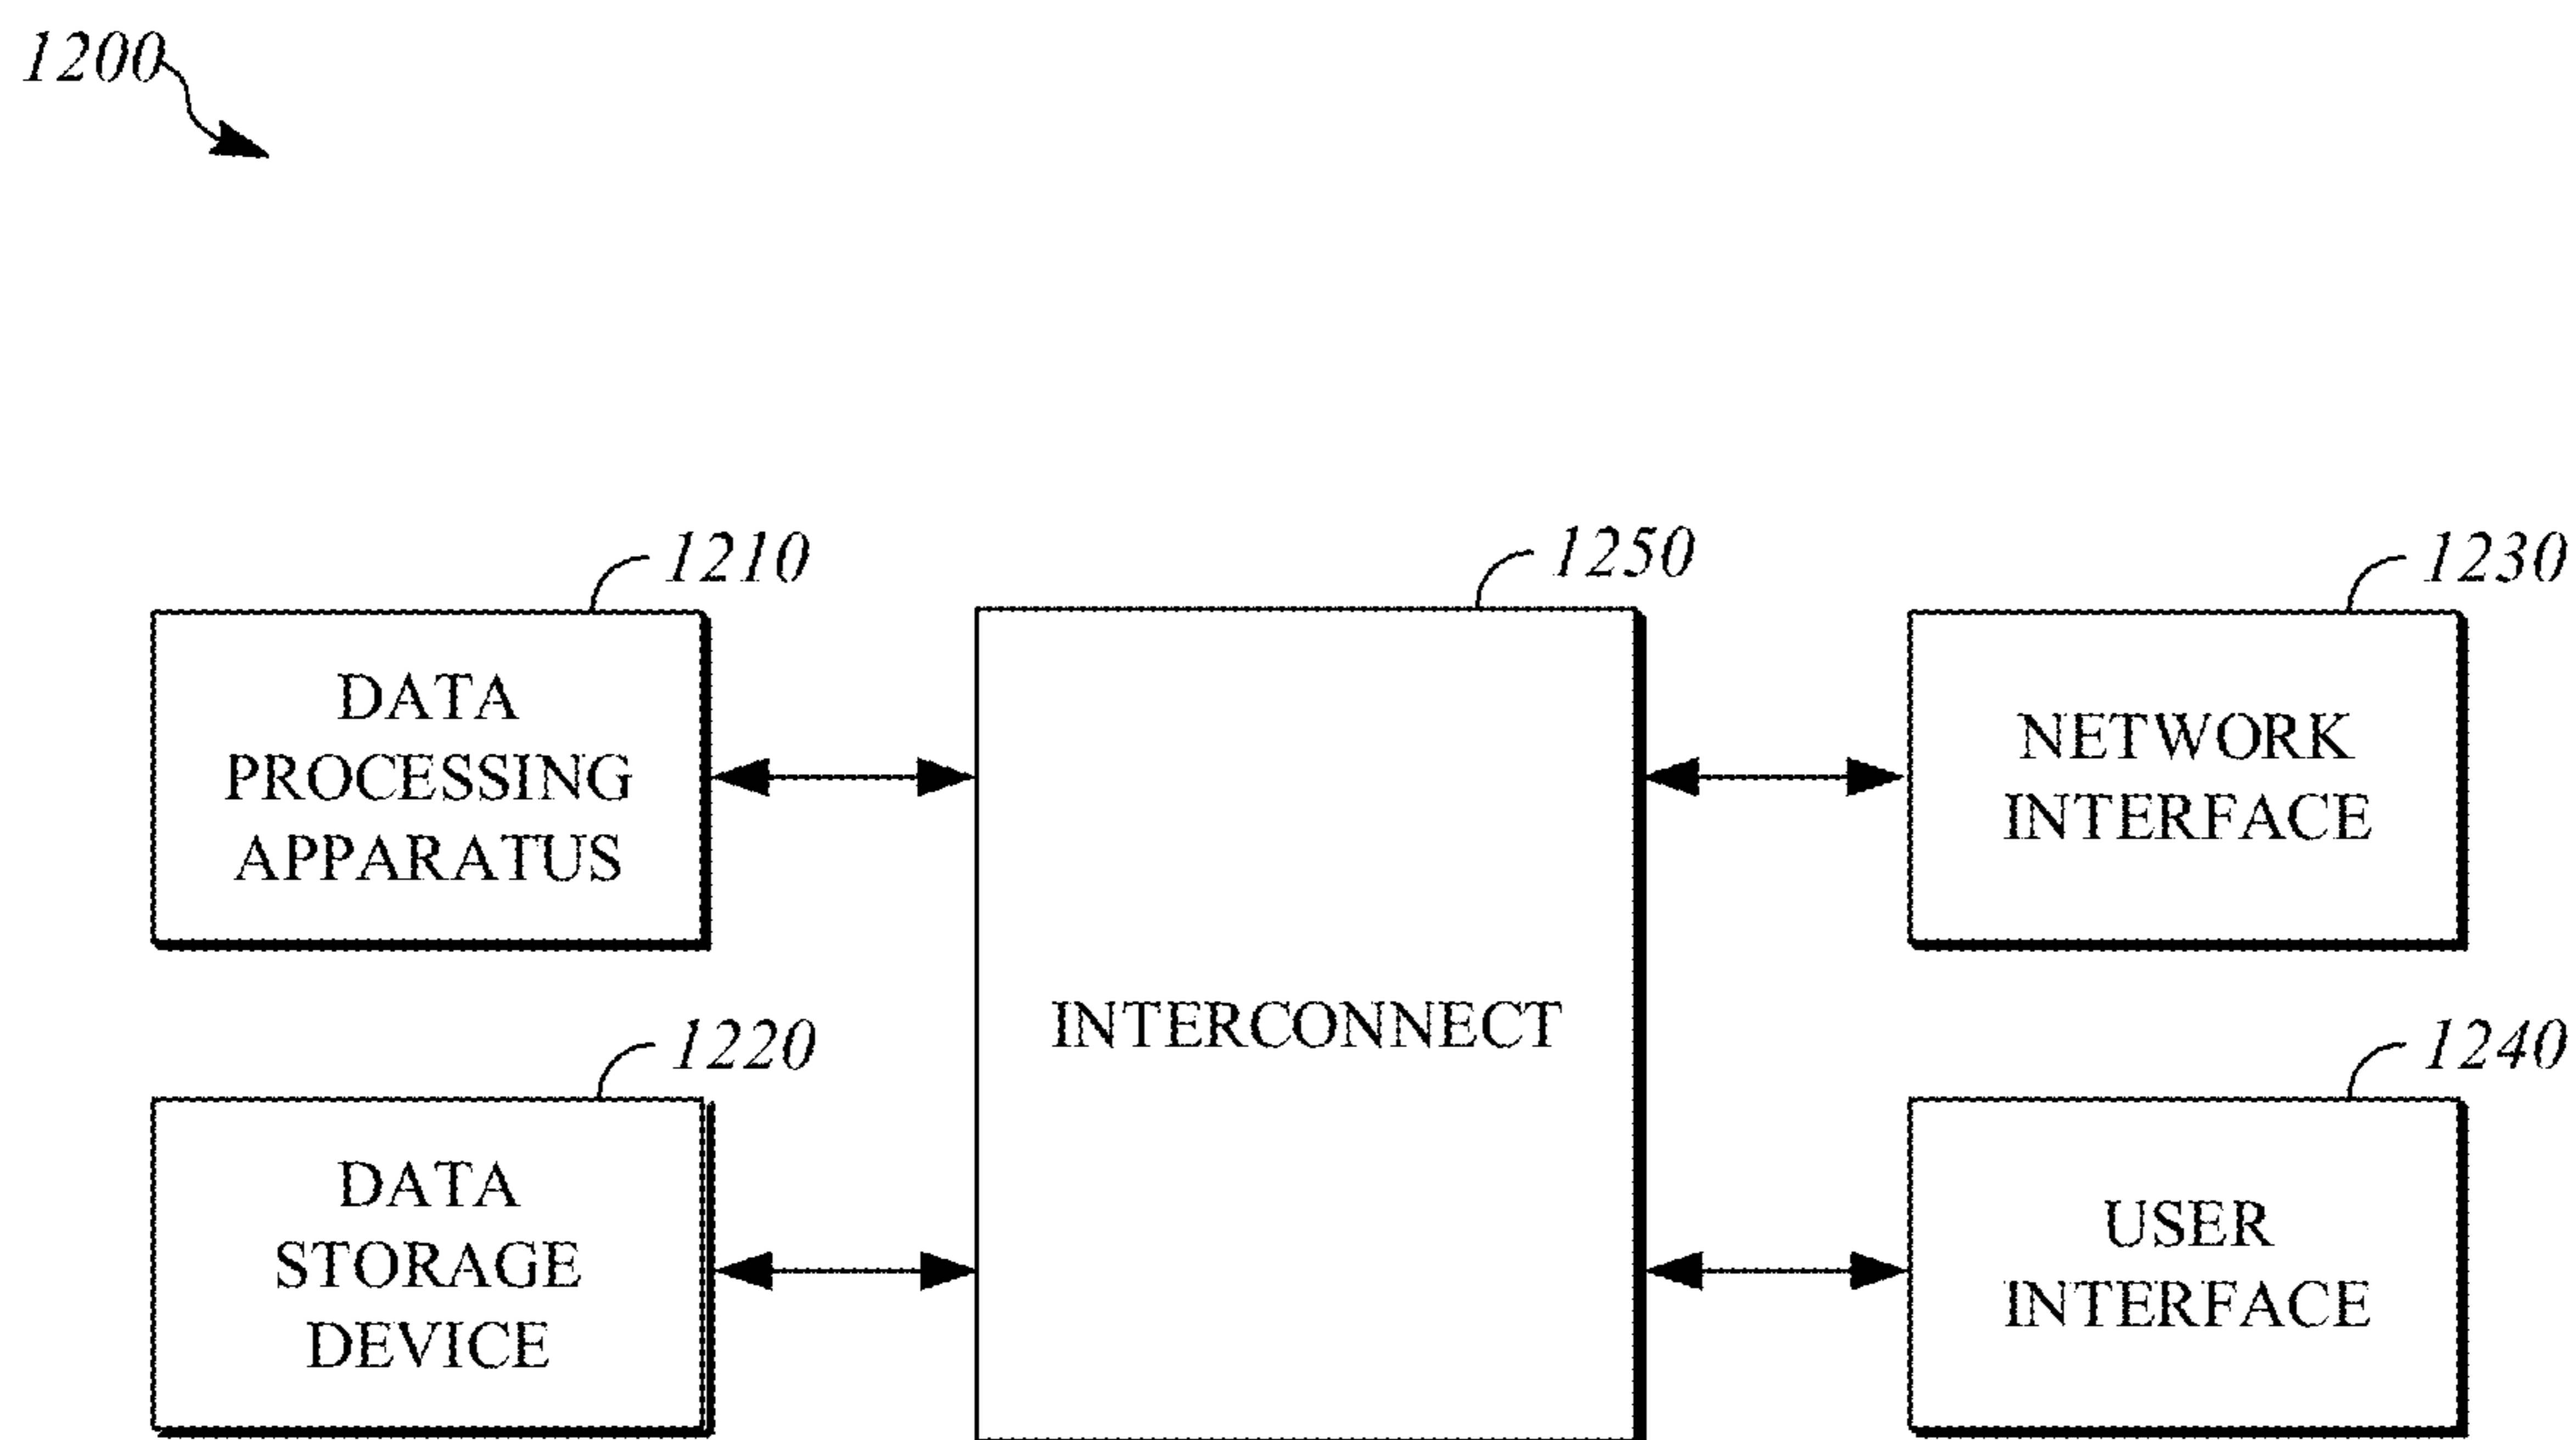 1200
1210
DATA
PROCESSING
APPARATUS
1250
INTERCONNECT
1230
NETWORK
INTERFACE
1220
DATA
STORAGE
DEVICE
1240
USER
INTERFACE